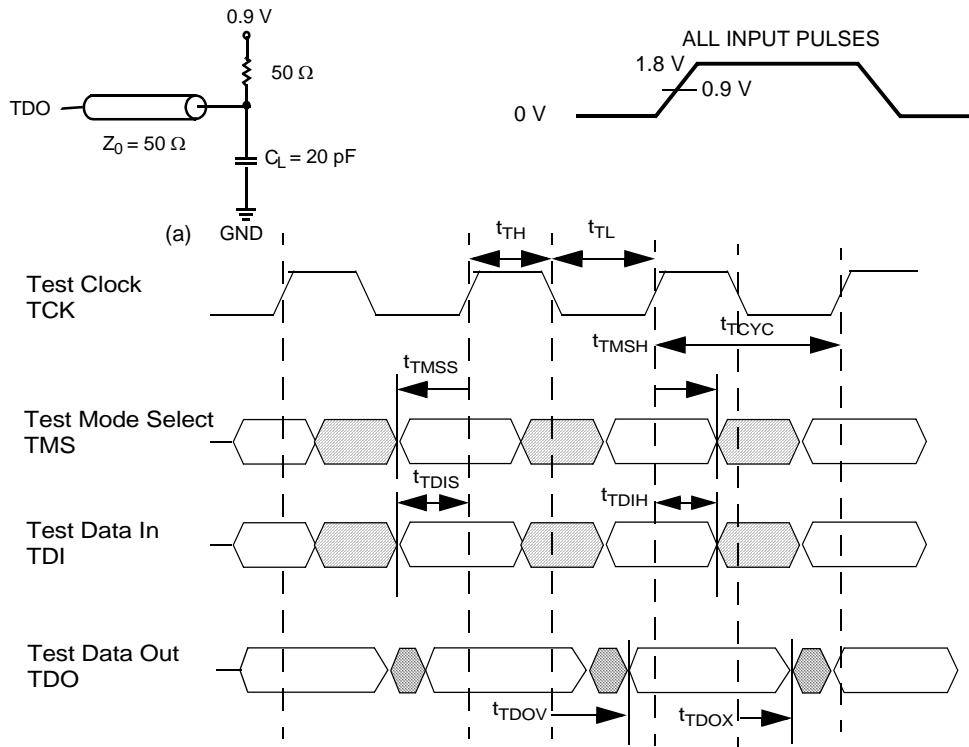 0.9 V
50 Ω
TDO
Z0 = 50 Ω
CL = 20 pF
(a)
GND
ALL INPUT PULSES
1.8 V
0.9 V
0 V
tTH
tTL
Test Clock
TCK
tTCYC
tTMSH
tTMSS
Test Mode Select
TMS
tTDIS
tTDIH
Test Data In
TDI
Test Data Out
TDO
tTDOV
tTDOX